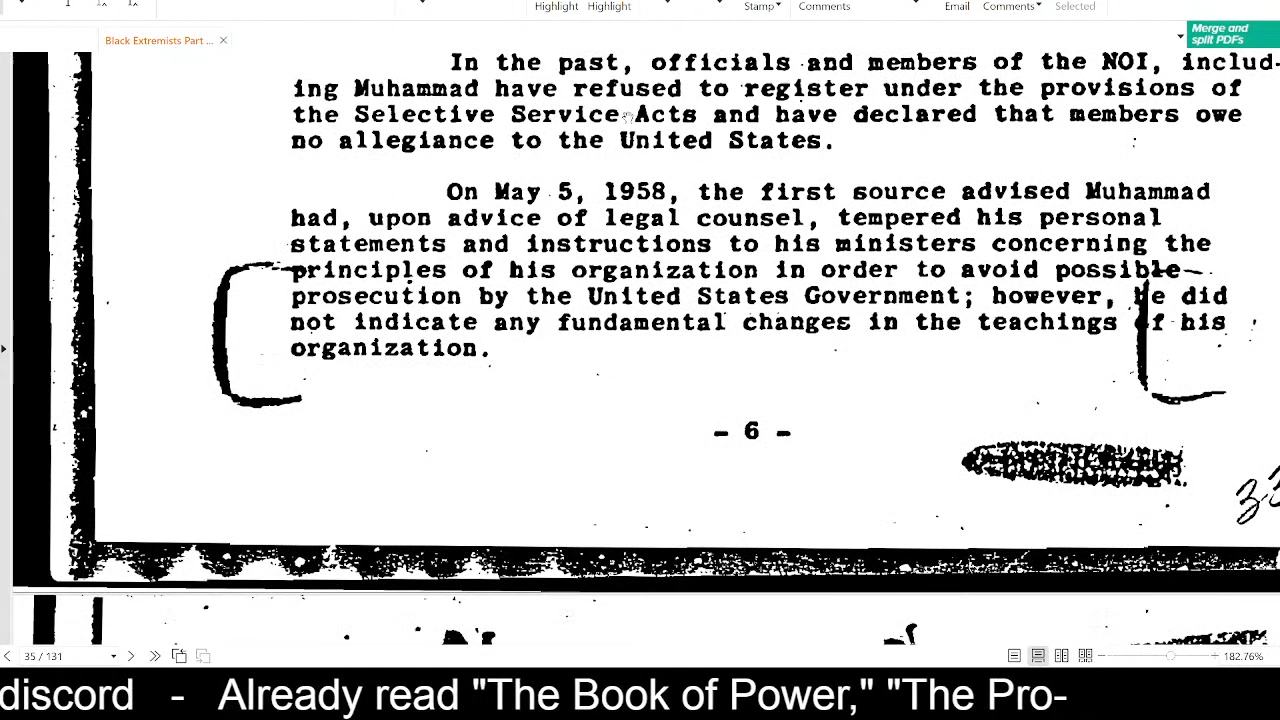 Highlight Highlight Stamp Comments Email Comments Selected
Black Extremists Part ...
Merge and
split PDFs
In the past, officials and members of the NOI, includ-
ing Muhammad have refused to register under the provisions of
the Selective Service Acts and have declared that members owe
no allegiance to the United States.
On May 5, 1958, the first source advised Muhammad
had, upon advice of legal counsel, tempered his personal
statements and instructions to his ministers concerning the
principles of his organization in order to avoid possible
prosecution by the United States Government; however, he did
not indicate any fundamental changes in the teachings of his
organization.
- 6 -
35 / 131
182.76%
discord - Already read "The Book of Power," "The Pro-